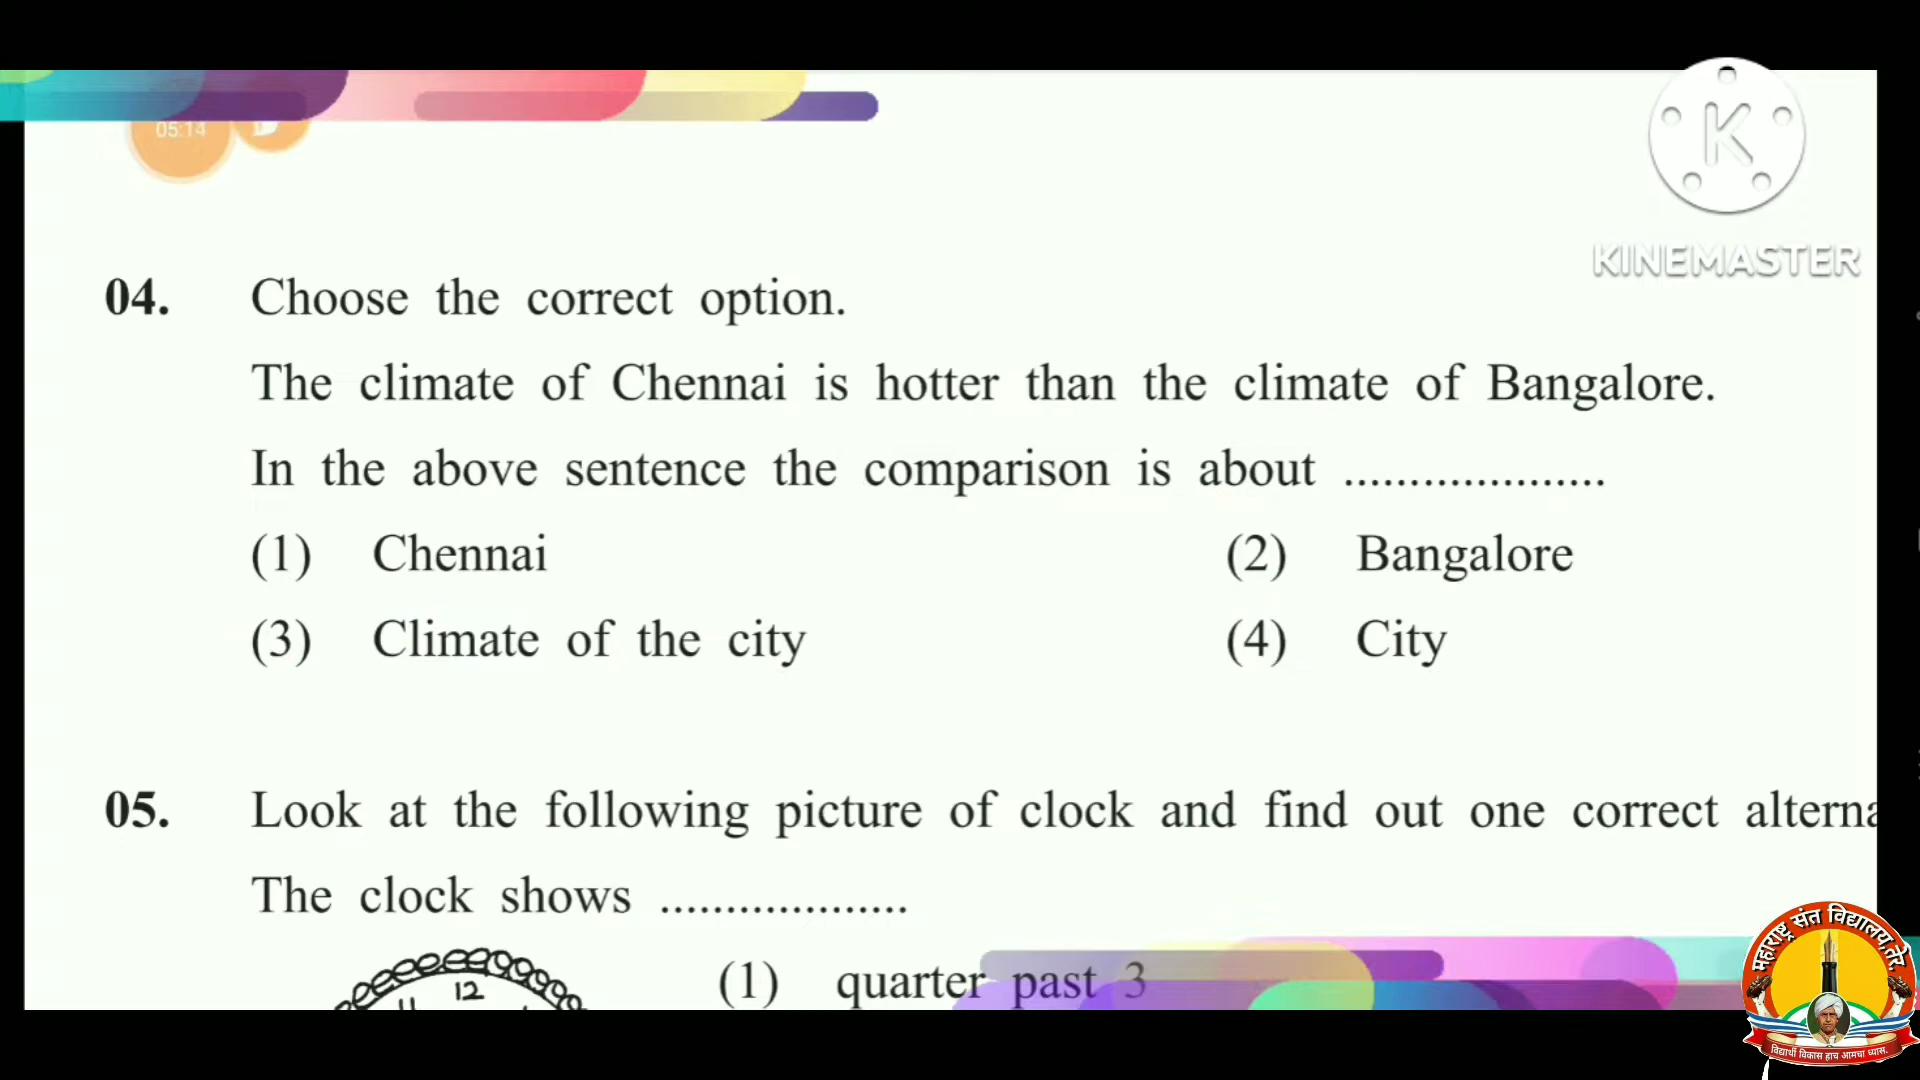 05:14
K
KINEMASTER
04. Choose the correct option.
The climate of Chennai is hotter than the climate of Bangalore.
In the above sentence the comparison is about ....................
(1) Chennai (2) Bangalore
(3) Climate of the city (4) City
05. Look at the following picture of clock and find out one correct alterna
The clock shows ...................
(1) quarter past 3
11 12
महाराष्ट्र संत विद्यालय, तेर.
विद्यार्थी विकास हाच आमचा ध्यास.